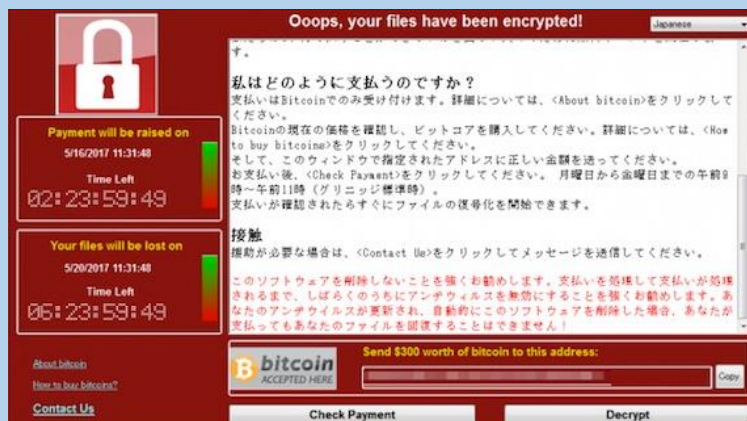 Ooops, your files have been encrypted!
Japanese
す。
私はどのように支払うのですか？
支払いはBitcoinでのみ受け付けます。詳細については、<About bitcoin>をクリックして
ください。
Bitcoinの現在の価格を確認し、ビットコアを購入してください。詳細については、<How
to buy bitcoins>をクリックしてください。
そして、このウィンドウで指定されたアドレスに正しい金額を送ってください。
お支払い後、<Check Payment>をクリックしてください。 月曜日から金曜日までの午前9
時～午前11時（グリニッジ標準時）。
支払いが確認されたらすぐにファイルの復号化を開始できます。
接触
援助が必要な場合は、<Contact Us>をクリックしてメッセージを送信してください。
このソフトウェアを削除しないことを強くお勧めします。支払いを処理して支払いが処理
されるまで、しばらくのうちにアンチウィルスを無効にすることを強くお勧めします。あ
なたのアンチウィルスが更新され、自動的にこのソフトウェアを削除した場合、あなたが
支払ってもあなたのファイルを回復することはできません！
Payment will be raised on
5/16/2017 11:31:48
Time Left
02:23:59:49
Your files will be lost on
5/20/2017 11:31:48
Time Left
06:23:59:49
About bitcoin
How to buy bitcoins?
Contact Us
bitcoin
ACCEPTED HERE
Send $300 worth of bitcoin to this address:
Copy
Check Payment
Decrypt